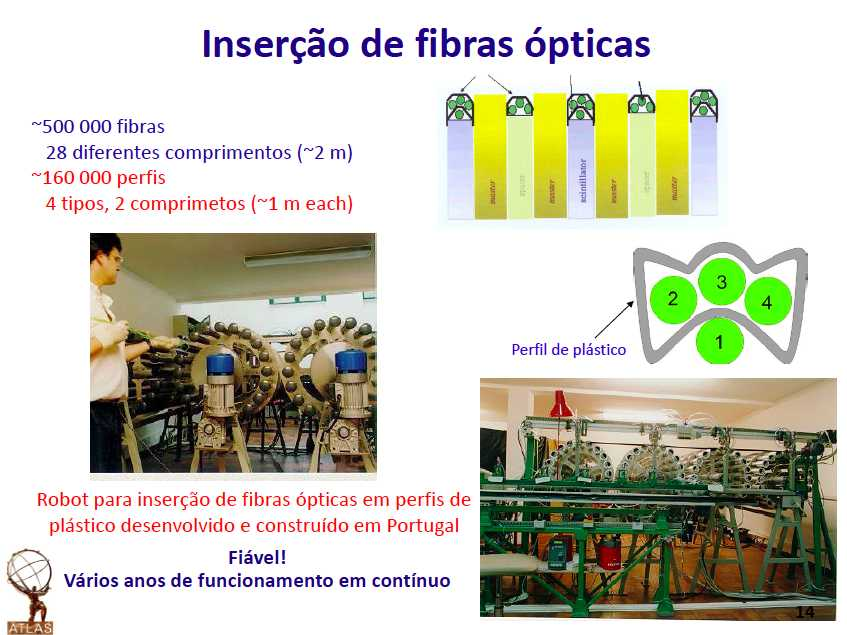 Inserção de fibras ópticas
~500 000 fibras
28 diferentes comprimentos (~2 m)
~160 000 perfis
4 tipos, 2 comprimetos (~1 m each)
master
spacer
master
scintillator
master
spacer
master
3
2
4
1
Perfil de plástico
Robot para inserção de fibras ópticas em perfis de
plástico desenvolvido e construído em Portugal
Fiável!
Vários anos de funcionamento em contínuo
ATLAS
14